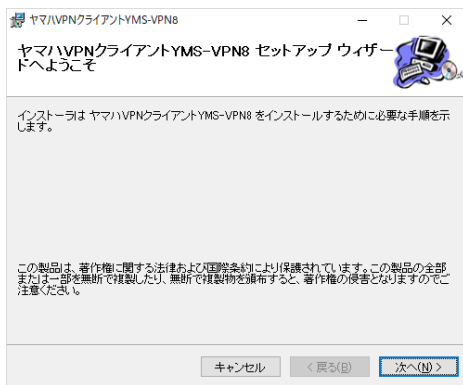 ヤマハVPNクライアントYMS-VPN8
ヤマハVPNクライアントYMS-VPN8 セットアップ ウィザー
ドへようこそ
インストーラは ヤマハVPNクライアントYMS-VPN8 をインストールするために必要な手順を示
します。
この製品は、著作権に関する法律および国際条約により保護されています。この製品の全部
または一部を無断で複製したり、無断で複製物を頒布すると、著作権の侵害となりますのでご
注意ください。
キャンセル
< 戻る(B)
次へ(N) >